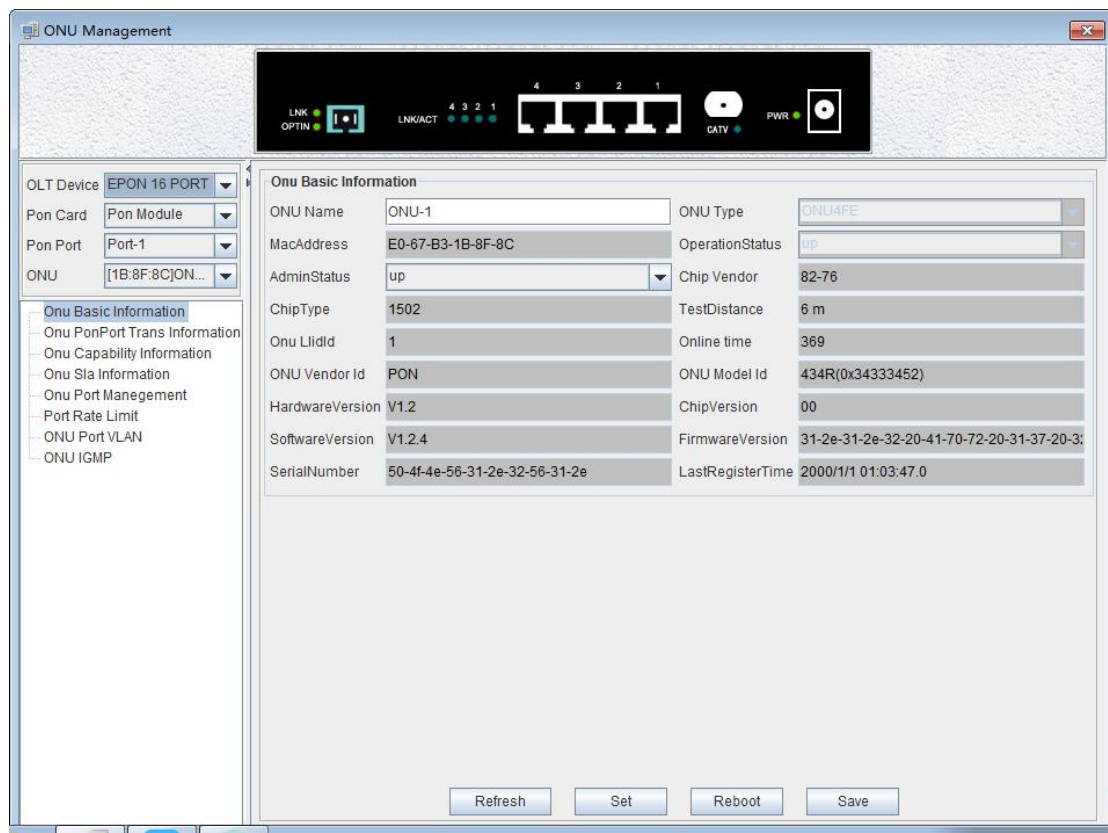 ONU Management
4 3 2 1
LNK
OPTIN
LNK/ACT
4 3 2 1
CATV
PWR
OLT Device EPON 16 PORT
Pon Card Pon Module
Pon Port Port-1
ONU [1B:8F:8C]ON...
Onu Basic Information
Onu PonPort Trans Information
Onu Capability Information
Onu Sla Information
Onu Port Manegement
Port Rate Limit
ONU Port VLAN
ONU IGMP
Onu Basic Information
ONU Name ONU-1 ONU Type ONU4FE
MacAddress E0-67-B3-1B-8F-8C OperationStatus up
AdminStatus up Chip Vendor 82-76
ChipType 1502 TestDistance 6 m
Onu LlidId 1 Online time 369
ONU Vendor Id PON ONU Model Id 434R(0x34333452)
HardwareVersion V1.2 ChipVersion 00
SoftwareVersion V1.2.4 FirmwareVersion 31-2e-31-2e-32-20-41-70-72-20-31-37-20-
SerialNumber 50-4f-4e-56-31-2e-32-56-31-2e LastRegisterTime 2000/1/1 01:03:47.0
Refresh Set Reboot Save